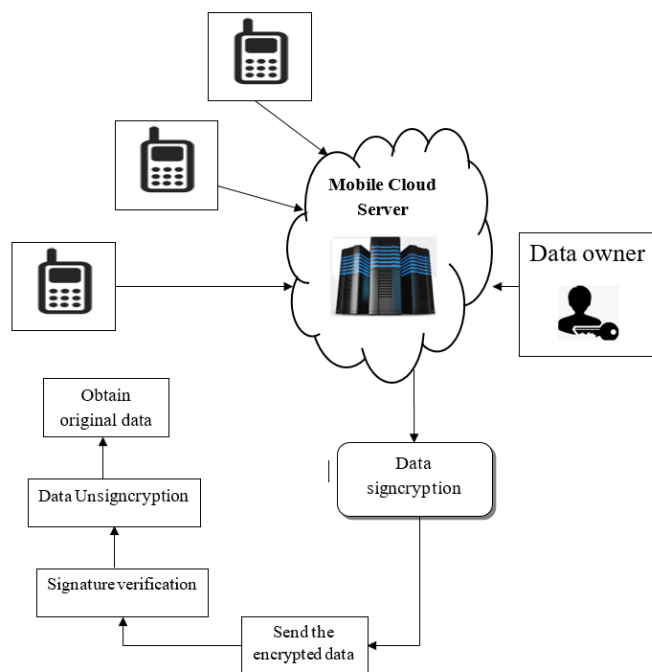 Mobile Cloud
Server
Data owner
Obtain
original data
Data
signcryption
Data Unsigncryption
Signature verification
Send the
encrypted data